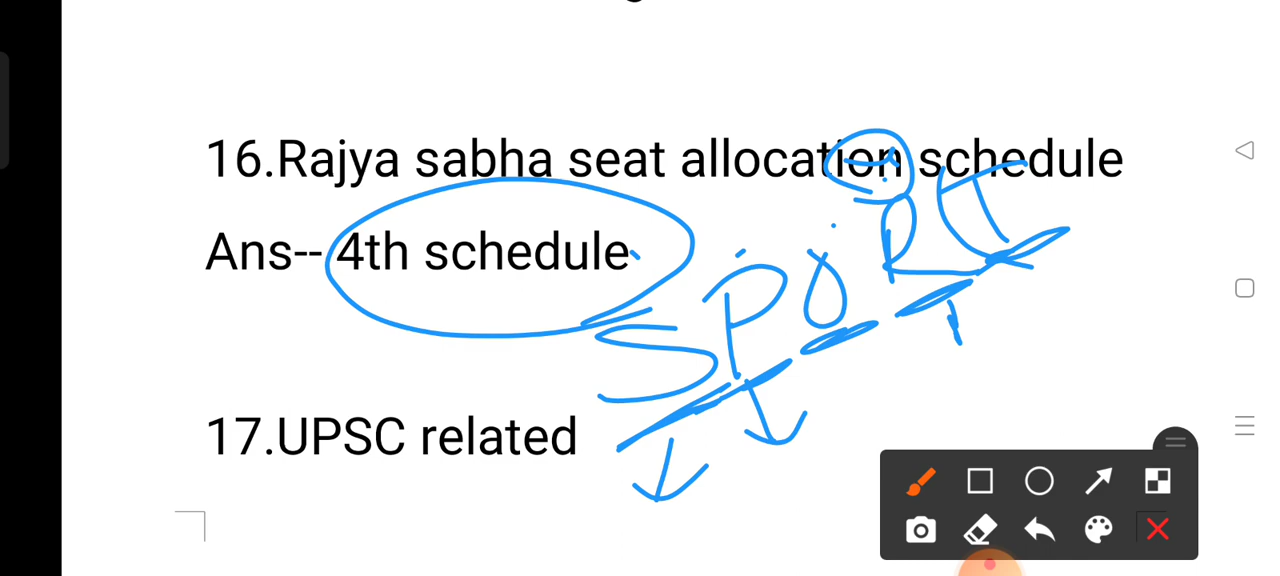 16.Rajya sabha seat allocation schedule
Ans-- 4th schedule
SPORT
17.UPSC related